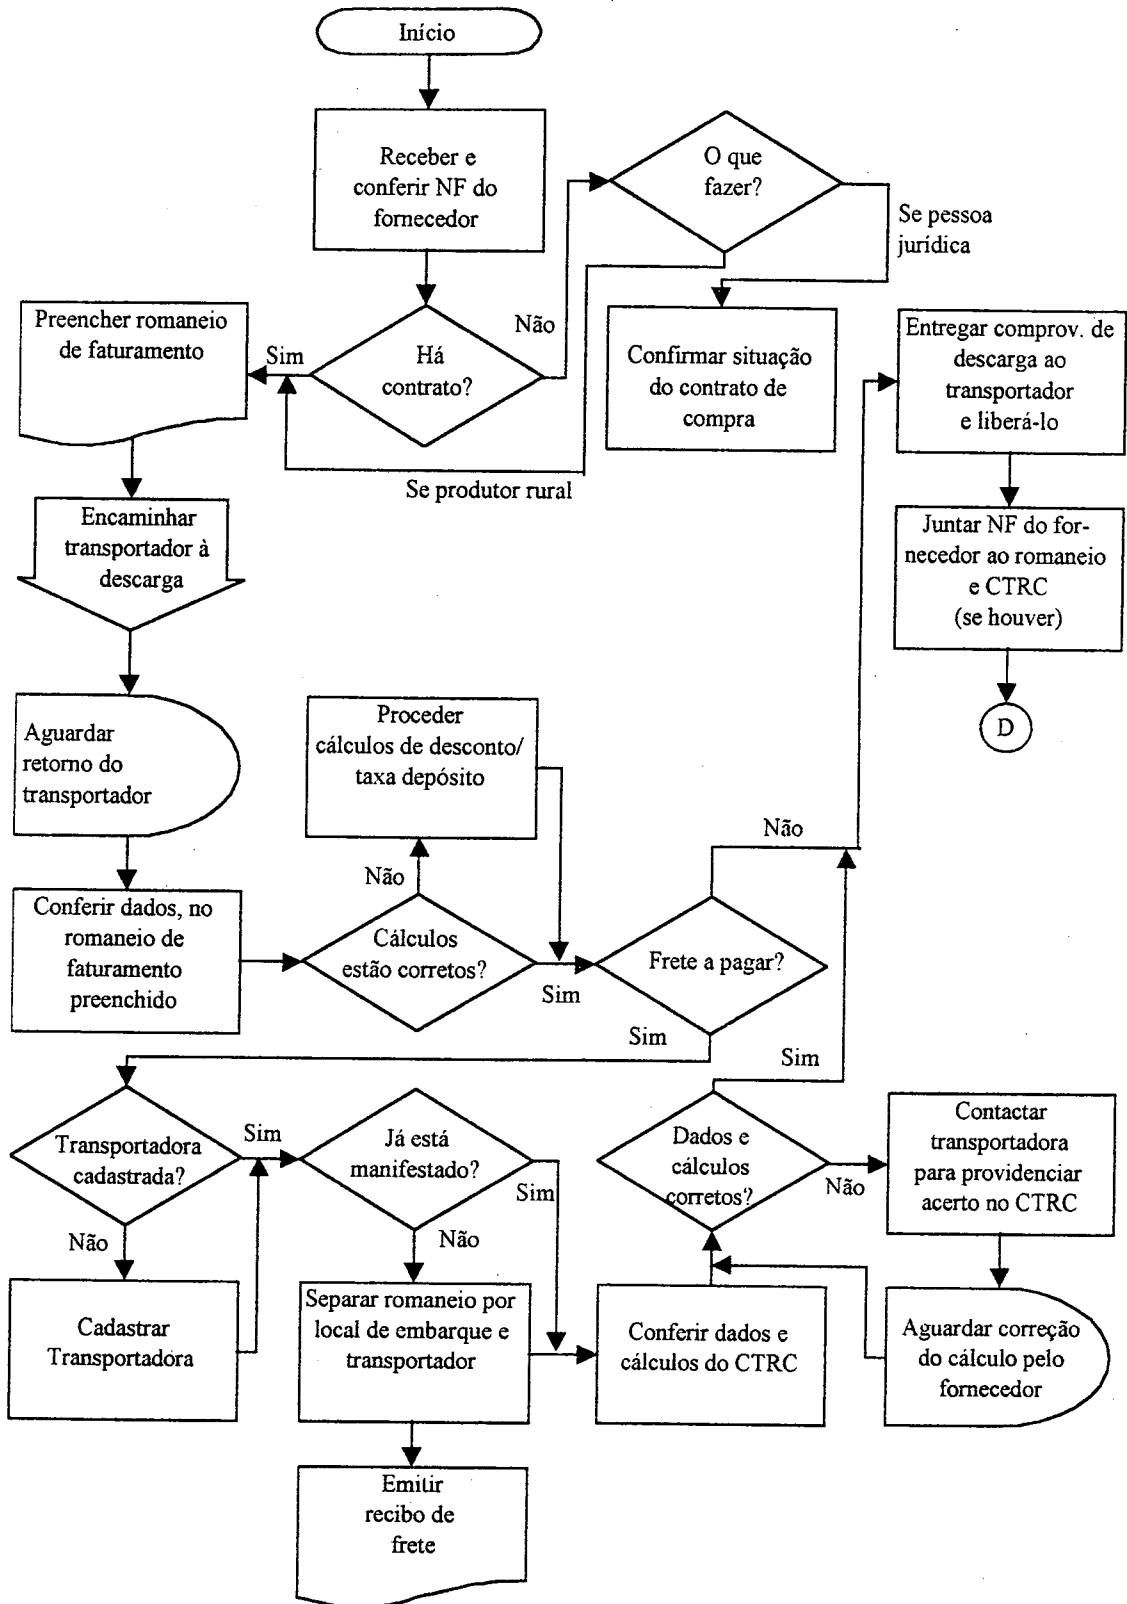 Início
Receber e
conferir NF do
fornecedor
O que
fazer?
Se pessoa
jurídica
Não
Há
contrato?
Sim
Preencher romaneio
de faturamento
Confirmar situação
do contrato de
compra
Se produtor rural
Entregar comprov. de
descarga ao
transportador
e liberá-lo
Juntar NF do for-
necedor ao romaneio
e CTRC
(se houver)
D
Encaminhar
transportador à
descarga
Aguardar
retorno do
transportador
Proceder
cálculos de desconto/
taxa depósito
Não
Conferir dados, no
romaneio de
faturamento
preenchido
Cálculos
estão corretos?
Sim
Frete a pagar?
Não
Sim
Transportadora
cadastrada?
Sim
Não
Cadastrar
Transportadora
Já está
manifestado?
Sim
Não
Separar romaneio por
local de embarque e
transportador
Emitir
recibo de
frete
Conferir dados e
cálculos do CTRC
Dados e
cálculos
corretos?
Sim
Não
Contactar
transportadora
para providenciar
acerto no CTRC
Aguardar correção
do cálculo pelo
fornecedor